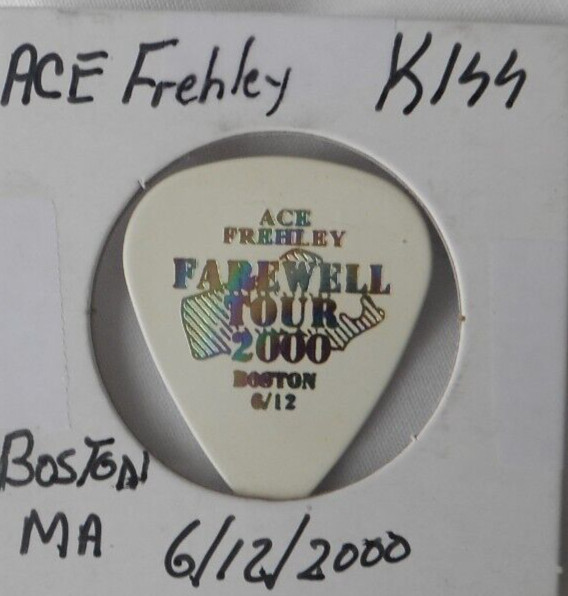 ACE Frehley KISS
ACE
FREHLEY
FAREWELL
TOUR
2000
BOSTON
6/12
BOSTON
MA 6/12/2000